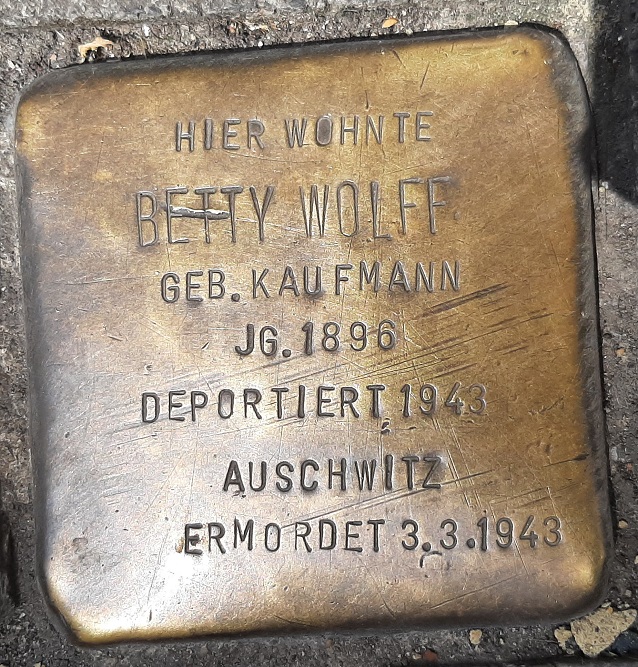 HIER WOHNTE
BETTY WOLFF
GEB. KAUFMANN
JG. 1896
DEPORTIERT 1943
AUSCHWITZ
ERMORDET 3.3.1943